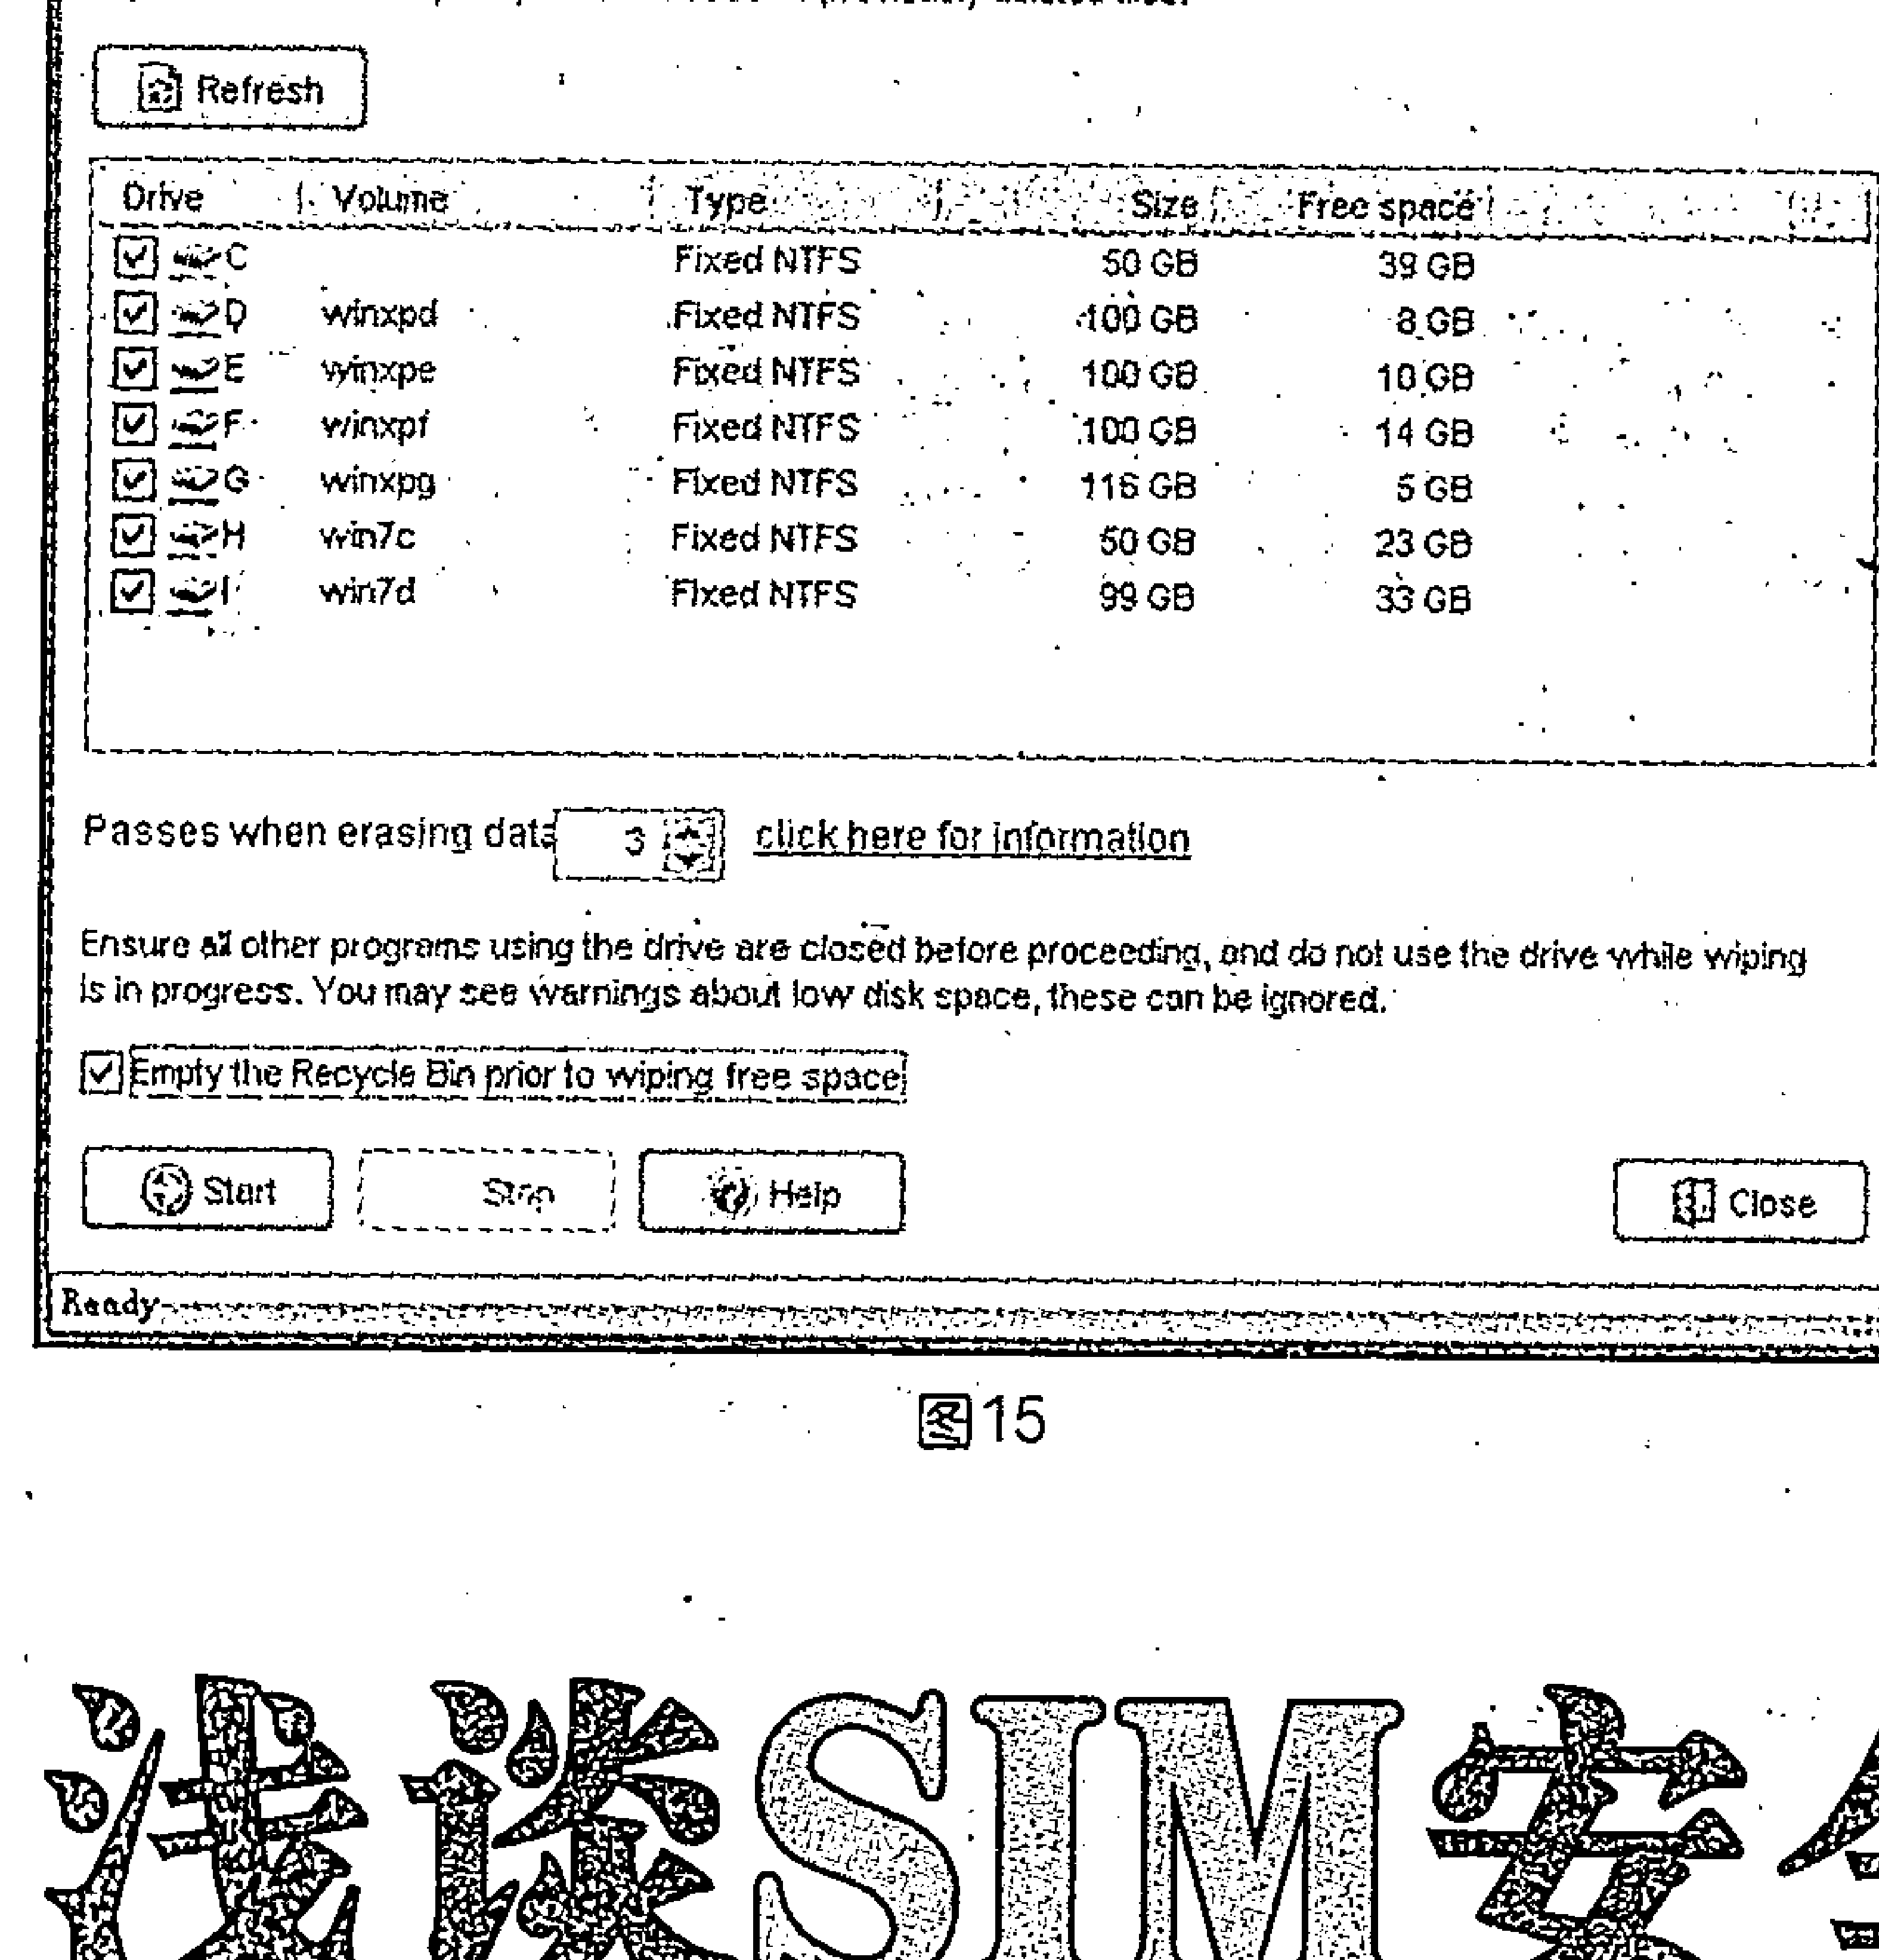 Refresh
Drive Volume Type Size Free space
C Fixed NTFS 50 GB 39 GB
D winxpd Fixed NTFS 100 GB 8 GB
E winxpe Fixed NTFS 100 GB 10 GB
F winxpf Fixed NTFS 100 GB 14 GB
G winxpg Fixed NTFS 116 GB 5 GB
H win7c Fixed NTFS 50 GB 23 GB
I win7d Fixed NTFS 99 GB 33 GB
Passes when erasing data 3 click here for information
Ensure all other programs using the drive are closed before proceeding, and do not use the drive while wiping
is in progress. You may see warnings about low disk space, these can be ignored.
Empty the Recycle Bin prior to wiping free space
Start Stop Help Close
Ready
图15
浅谈SIM安全